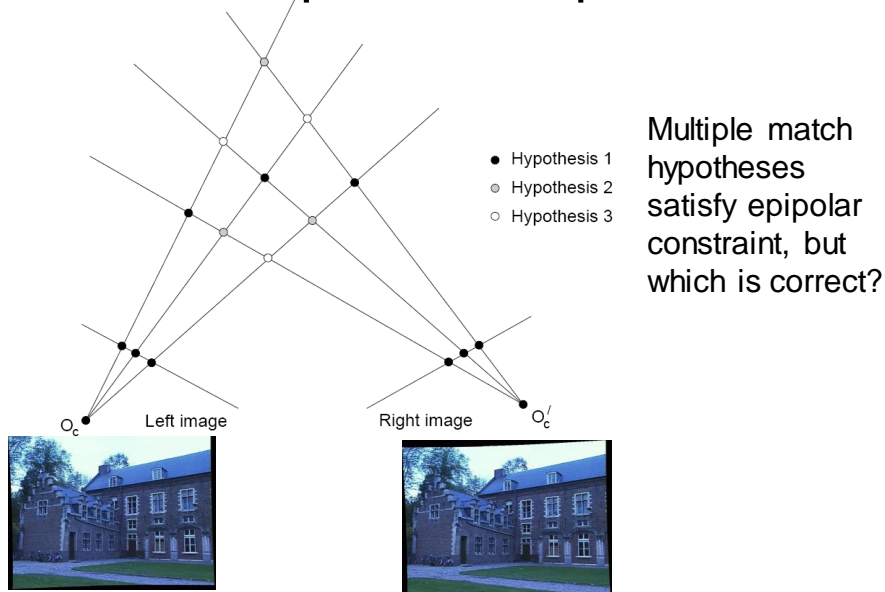 Hypothesis 1
Hypothesis 2
Hypothesis 3
Multiple match
hypotheses
satisfy epipolar
constraint, but
which is correct?
Oc
Left image
Right image
Oc′